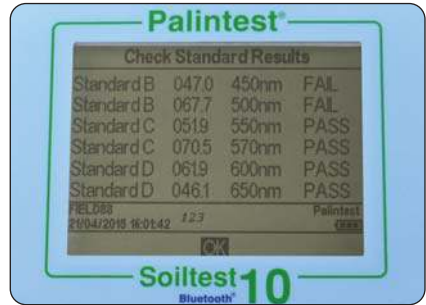 Palintest®
Check Standard Results
Standard B 047.0 450nm FAIL
Standard B 067.7 500nm FAIL
Standard C 051.9 550nm PASS
Standard C 070.5 570nm PASS
Standard D 061.9 600nm PASS
Standard D 046.1 650nm PASS
FIELD88 123 Palintest
21/04/2015 16:01:42
OK
Soiltest 10
Bluetooth®